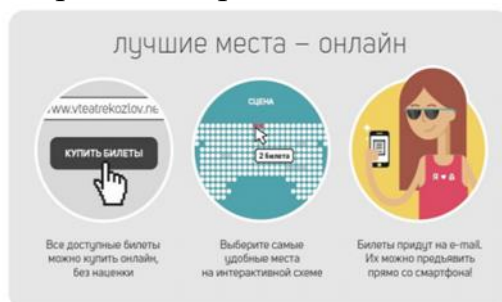 лучшие места – онлайн
www.vteatrekozlov.ne
КУПИТЬ БИЛЕТЫ
СЦЕНА
2 билета
Я ♥ Д
Все доступные билеты
можно купить онлайн,
без наценки
Выберите самые
удобные места
на интерактивной схеме
Билеты придут на e-mail.
Их можно предъявить
прямо со смартфона!